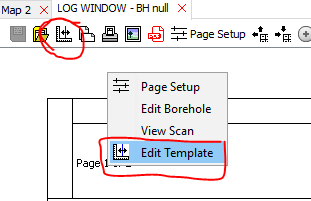 Map 2 X LOG WINDOW - BH null X
Page Setup
Page Setup
Edit Borehole
View Scan
Edit Template
Page 1